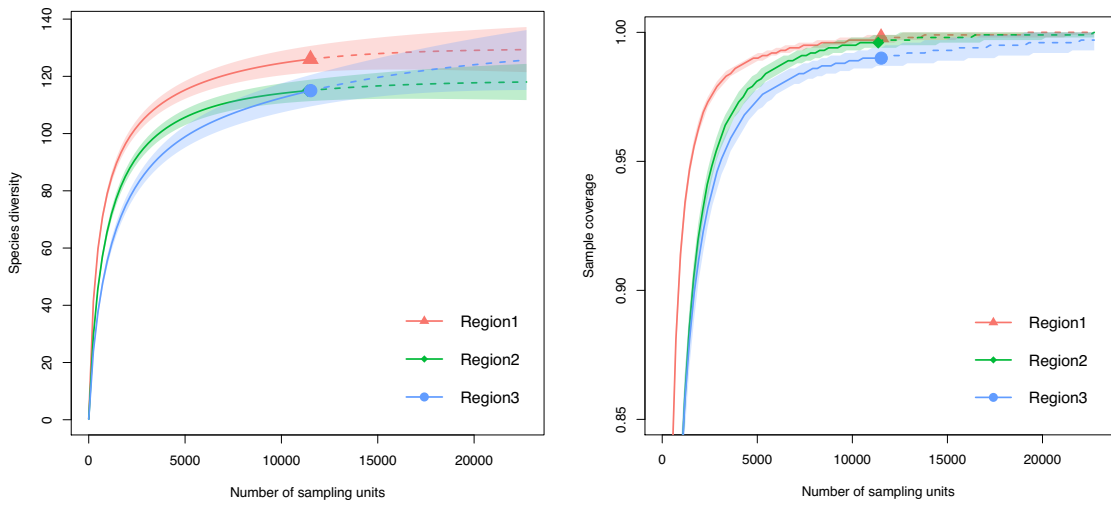 140
120
100
80
60
40
20
0
Species diversity
Region1
Region2
Region3
0 5000 10000 15000 20000
Number of sampling units
1.00
0.95
0.90
0.85
Sample coverage
Region1
Region2
Region3
0 5000 10000 15000 20000
Number of sampling units